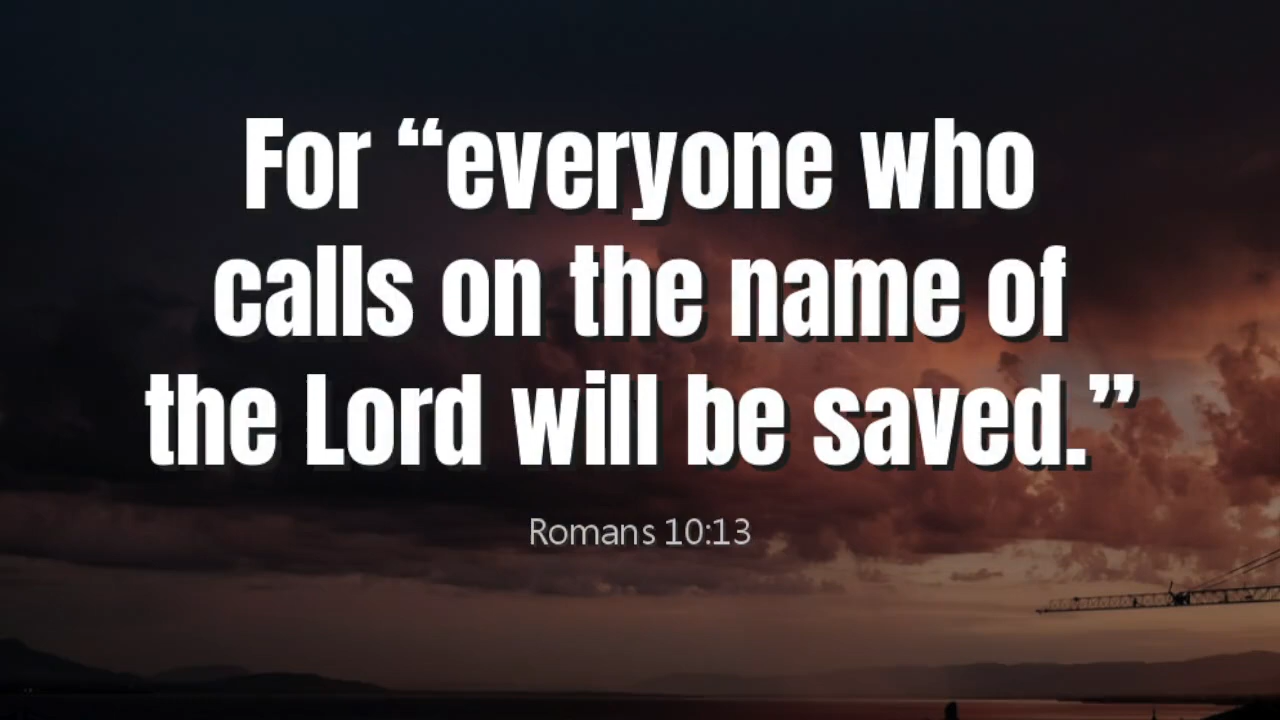 For “everyone who
calls on the name of
the Lord will be saved.”
Romans 10:13